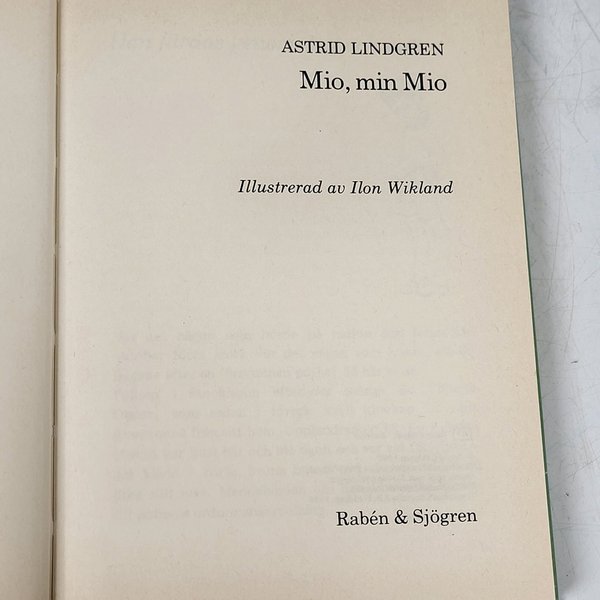 ASTRID LINDGREN
Mio, min Mio
Illustrerad av Ilon Wikland
Rabén & Sjögren